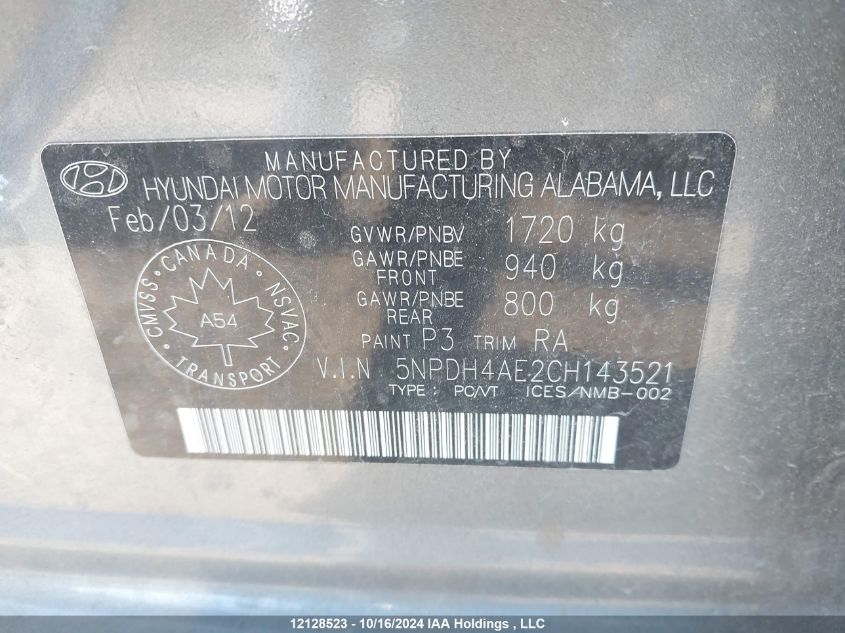 MANUFACTURED BY
HYUNDAI MOTOR MANUFACTURING ALABAMA, LLC
Feb/03/12
GVWR/PNBV 1720 kg
GAWR/PNBE FRONT 940 kg
GAWR/PNBE REAR 800 kg
PAINT P3 TRIM RA
V.I.N 5NPDH4AE2CH143521
TYPE : PC/VT ICES/NMB-002
CANADA
CMVSS NSVAC
A54
TRANSPORT
12128523 - 10/16/2024 IAA Holdings , LLC